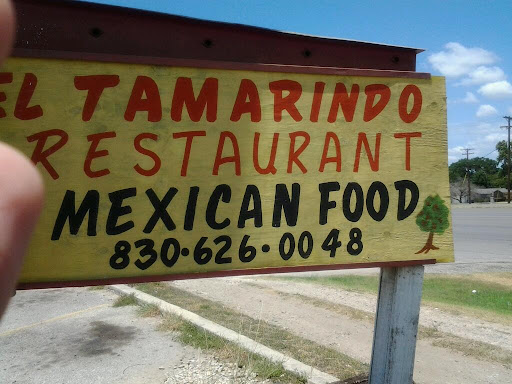 EL TAMARINDO
RESTAURANT
MEXICAN FOOD
830·626·0048